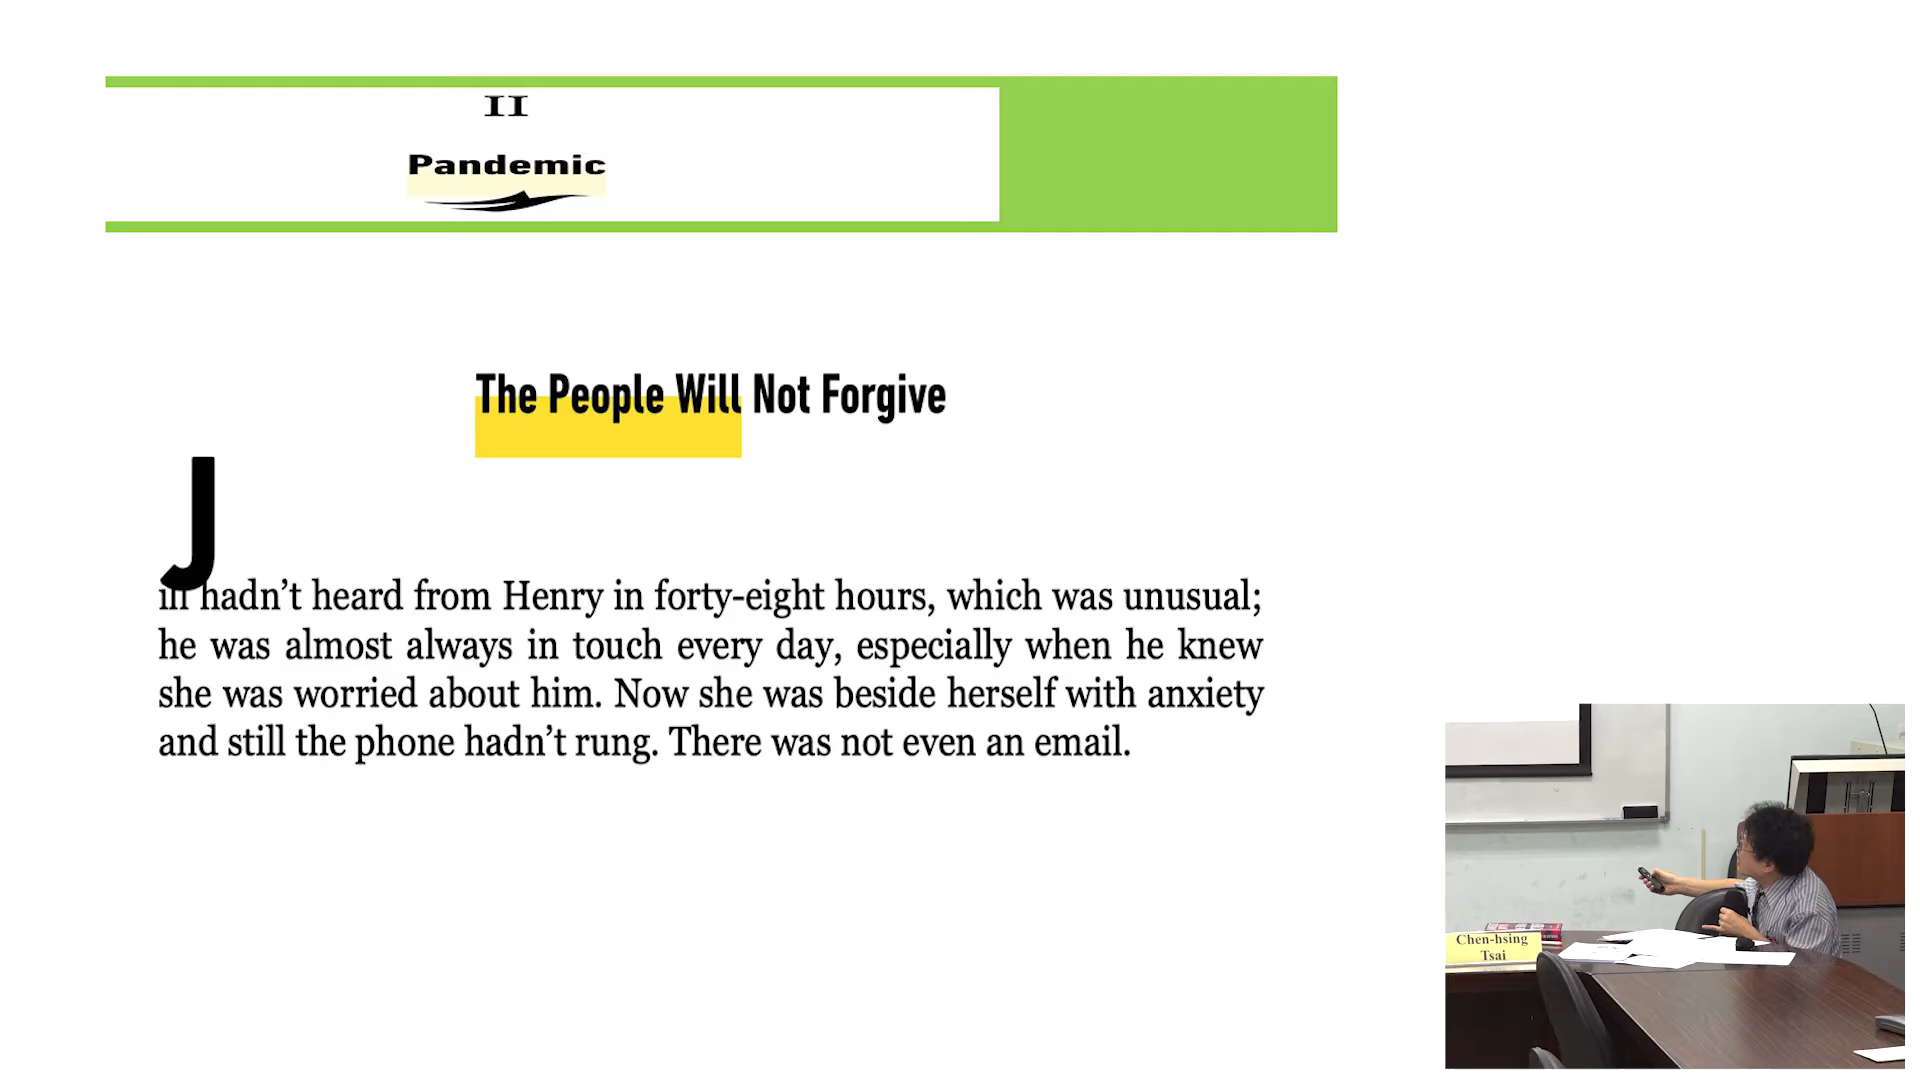 II
Pandemic
The People Will Not Forgive
Jill hadn’t heard from Henry in forty-eight hours, which was unusual;
he was almost always in touch every day, especially when he knew
she was worried about him. Now she was beside herself with anxiety
and still the phone hadn’t rung. There was not even an email.
Chen-hsing
Tsai